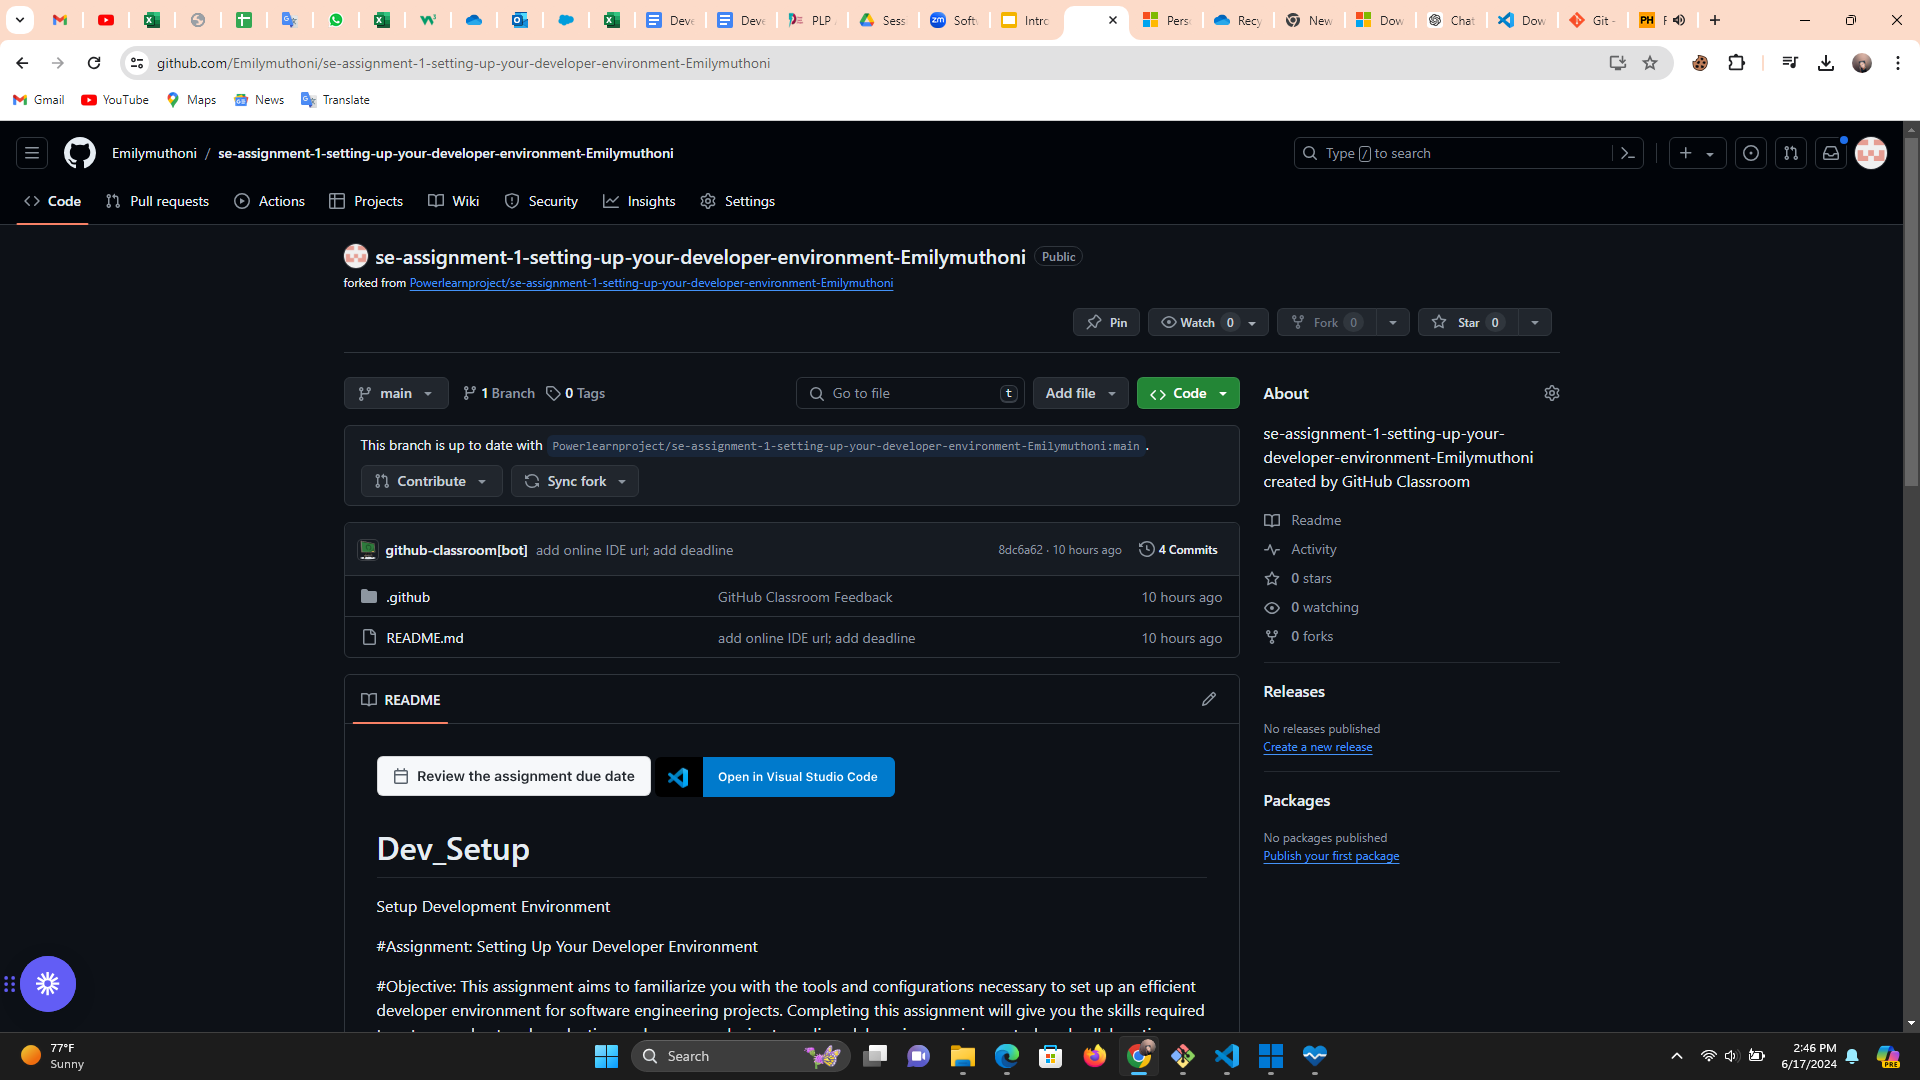 Deve
Deve
PLP
Sess
Softw
Intro
Perso
Recy
New
Dow
Chat
Dow
Git -
github.com/Emilymuthoni/se-assignment-1-setting-up-your-developer-environment-Emilymuthoni
Gmail YouTube Maps News Translate
Emilymuthoni / se-assignment-1-setting-up-your-developer-environment-Emilymuthoni
Type / to search
Code Pull requests Actions Projects Wiki Security Insights Settings
se-assignment-1-setting-up-your-developer-environment-Emilymuthoni Public
forked from Powerlearnproject/se-assignment-1-setting-up-your-developer-environment-Emilymuthoni
Pin Watch 0 Fork 0 Star 0
main 1 Branch 0 Tags Go to file t Add file Code
This branch is up to date with Powerlearnproject/se-assignment-1-setting-up-your-developer-environment-Emilymuthoni:main .
Contribute Sync fork
github-classroom[bot] add online IDE url; add deadline 8dc6a62 · 10 hours ago 4 Commits
.github GitHub Classroom Feedback 10 hours ago
README.md add online IDE url; add deadline 10 hours ago
README
Review the assignment due date Open in Visual Studio Code
Dev_Setup
Setup Development Environment
#Assignment: Setting Up Your Developer Environment
#Objective: This assignment aims to familiarize you with the tools and configurations necessary to set up an efficient
developer environment for software engineering projects. Completing this assignment will give you the skills required
About
se-assignment-1-setting-up-your-
developer-environment-Emilymuthoni
created by GitHub Classroom
Readme
Activity
0 stars
0 watching
0 forks
Releases
No releases published
Create a new release
Packages
No packages published
Publish your first package
77°F
Sunny
Search
2:46 PM
6/17/2024
PRE